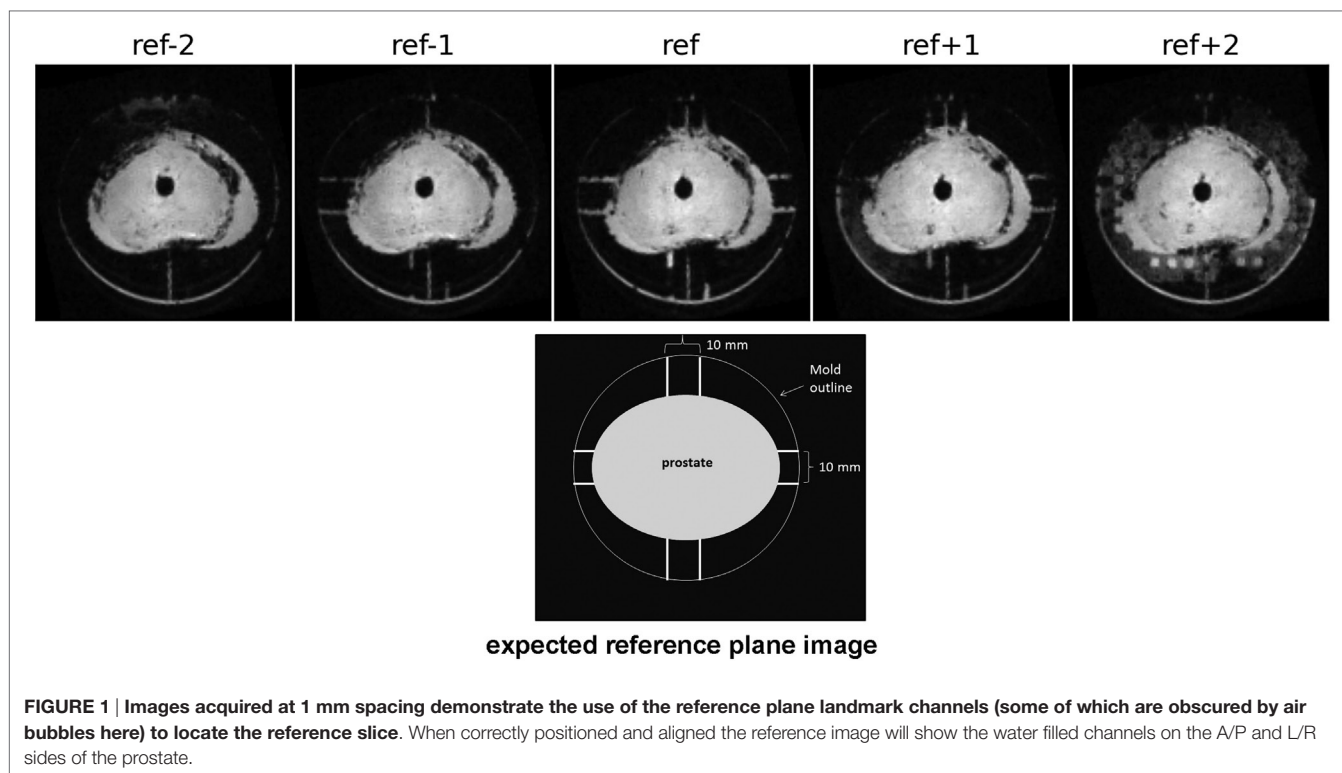 ref-2 ref-1 ref ref+1 ref+2
10 mm
Mold
outline
prostate
10 mm
expected reference plane image
FIGURE 1 | Images acquired at 1 mm spacing demonstrate the use of the reference plane landmark channels (some of which are obscured by air
bubbles here) to locate the reference slice. When correctly positioned and aligned the reference image will show the water filled channels on the A/P and L/R
sides of the prostate.